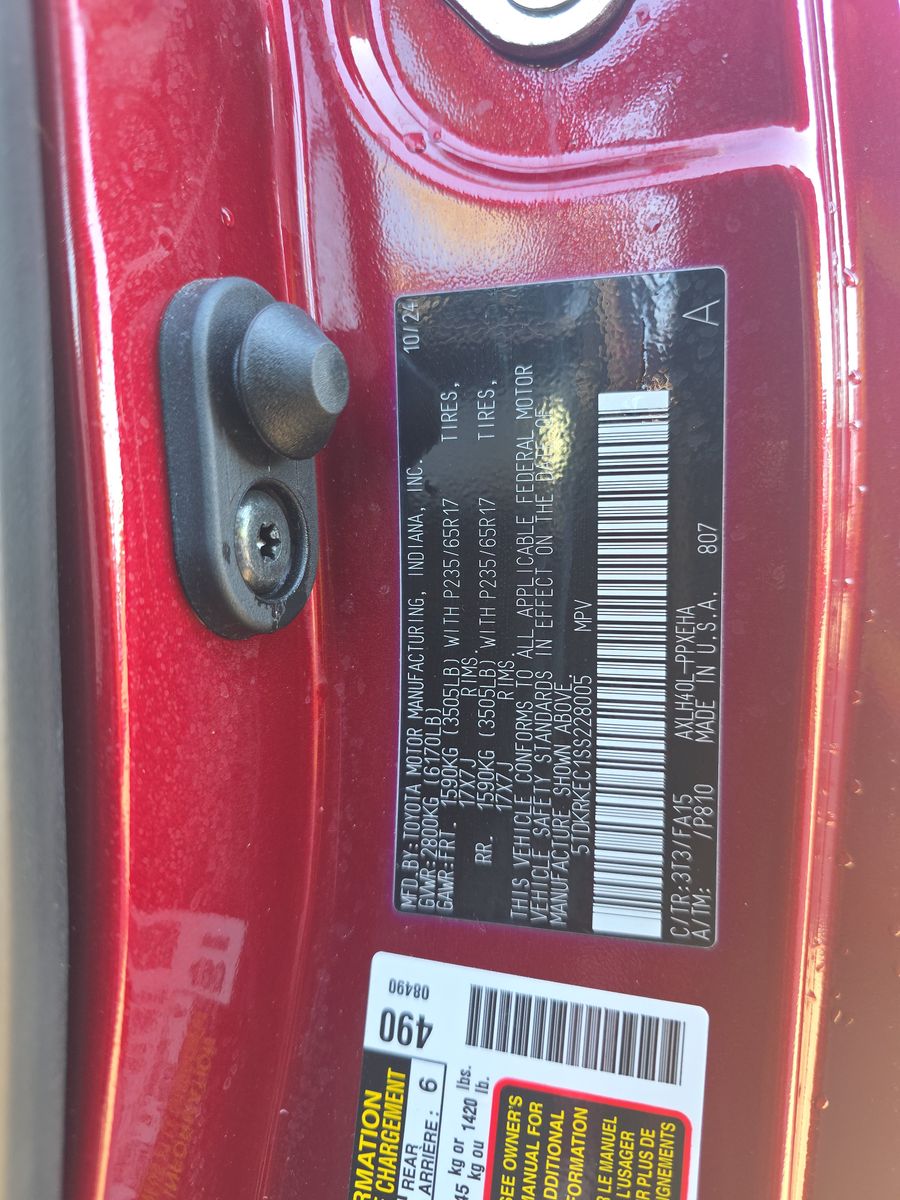 MFD.BY:TOYOTA MOTOR MANUFACTURING, INDIANA, INC. 10/24
GVWR:2800KG(6170LB)
GAWR:FRT. 1590KG (3505LB) WITH P235/65R17 TIRES,
17X7J RIMS
RR. 1590KG (3505LB) WITH P235/65R17 TIRES,
17X7J RIMS
THIS VEHICLE CONFORMS TO ALL APPLICABLE FEDERAL MOTOR
VEHICLE SAFETY STANDARDS IN EFFECT ON THE DATE OF
MANUFACTURE SHOWN ABOVE.
5TDKRKEC1SS228005 MPV
C/TR:3T3/FA15 AXLH40L-PPXEHA
A/TM: /P810 MADE IN U.S.A. 807
A
490 08490
RMATION
CHARGEMENT
REAR
ARRIÈRE: 6
45 kg or 1420 lbs.
kg ou lb.
SEE OWNER'S
MANUAL FOR
ADDITIONAL
FORMATION
R LE MANUEL
L'USAGER
R PLUS DE
SEIGNEMENTS